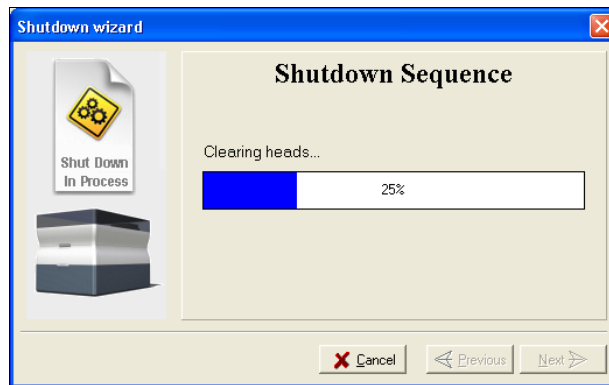 Shutdown wizard
Shutdown Sequence
Shut Down
In Process
Clearing heads...
25%
Cancel
Previous
Next